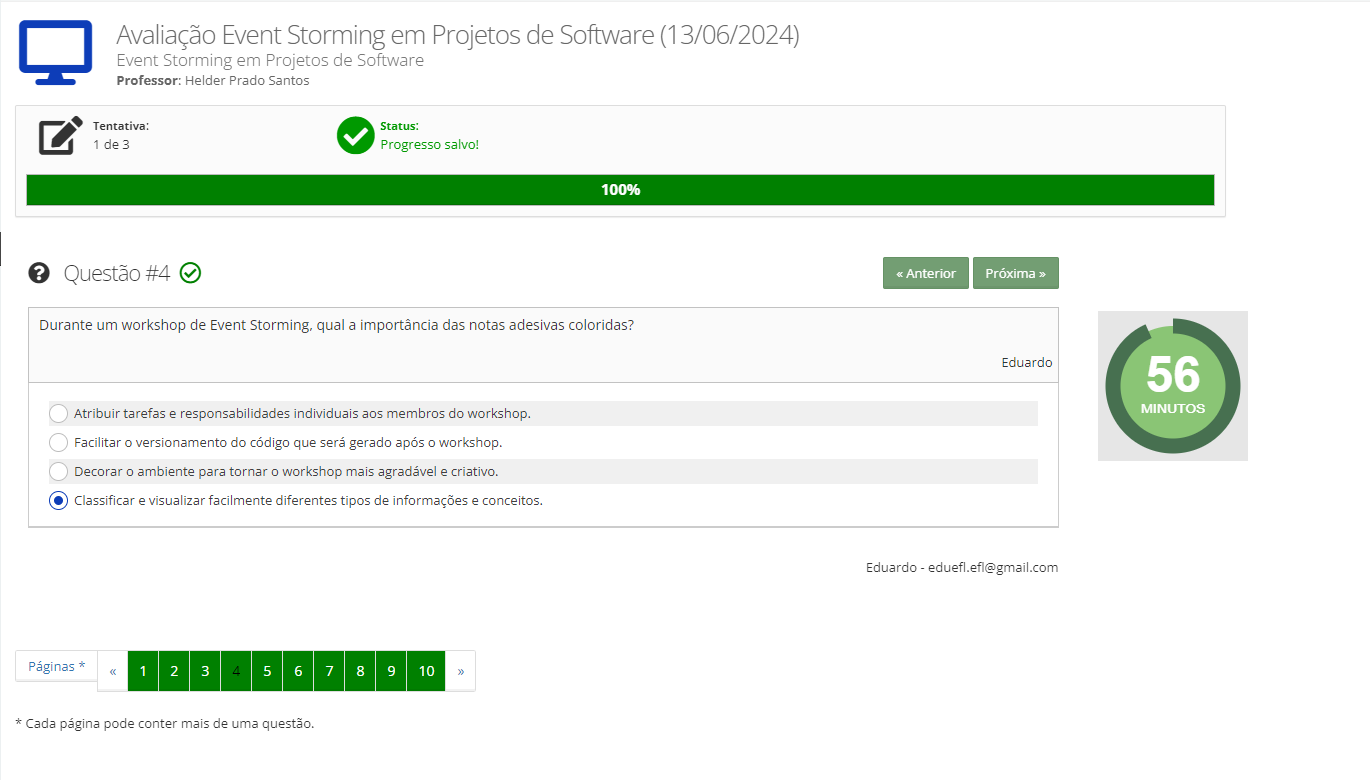 Avaliação Event Storming em Projetos de Software (13/06/2024)
Event Storming em Projetos de Software
Professor: Helder Prado Santos
Tentativa:
1 de 3
Status:
Progresso salvo!
100%
Questão #4
« Anterior
Próxima »
Durante um workshop de Event Storming, qual a importância das notas adesivas coloridas?
Eduardo
Atribuir tarefas e responsabilidades individuais aos membros do workshop.
Facilitar o versionamento do código que será gerado após o workshop.
Decorar o ambiente para tornar o workshop mais agradável e criativo.
Classificar e visualizar facilmente diferentes tipos de informações e conceitos.
56
MINUTOS
Eduardo - eduefl.efl@gmail.com
Páginas * « 1 2 3 4 5 6 7 8 9 10 »
* Cada página pode conter mais de uma questão.